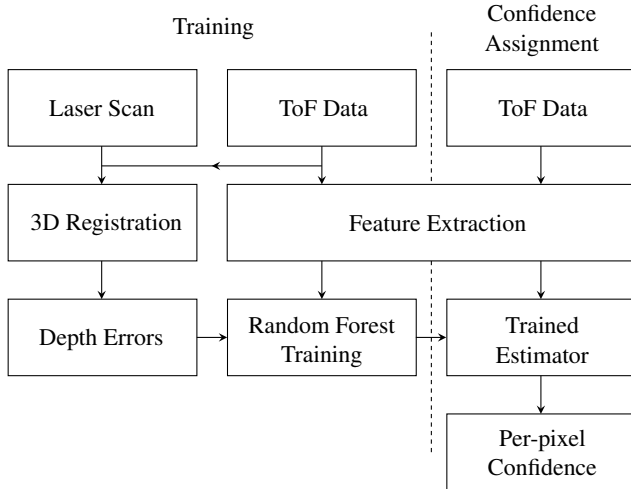 Training
Confidence
Assignment
Laser Scan
ToF Data
ToF Data
3D Registration
Feature Extraction
Depth Errors
Random Forest
Training
Trained
Estimator
Per-pixel
Confidence